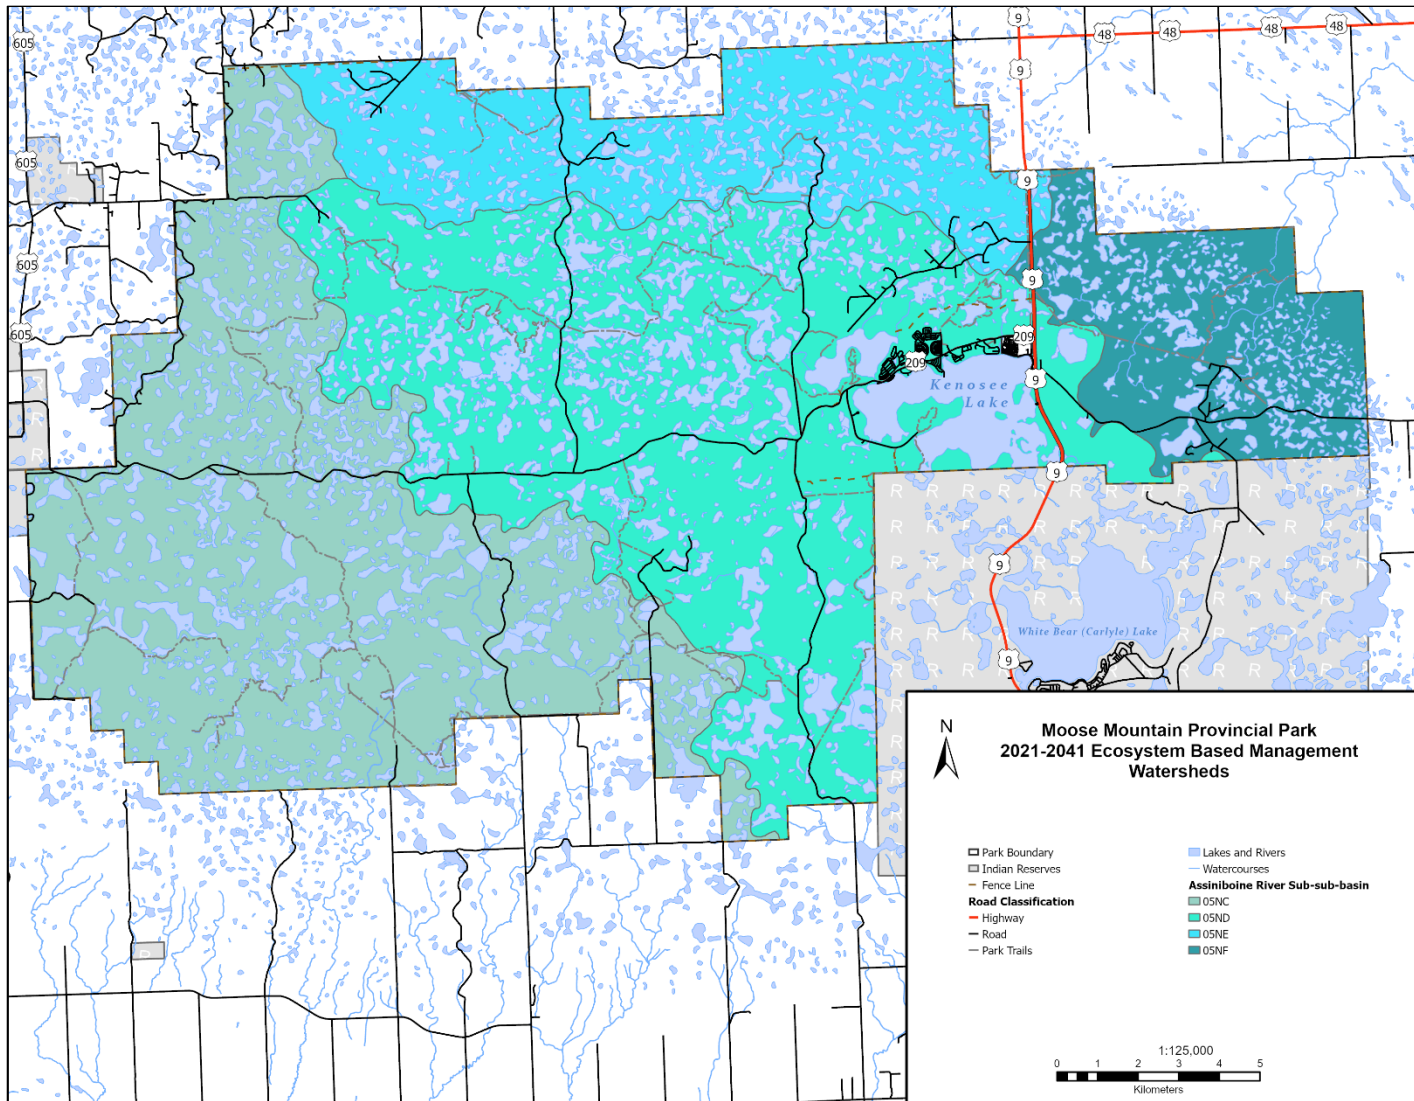 9
48
48
48
48
605
9
605
9
605
9
605
209
209
9
Kenosee
Lake
R
9
R R R R R R R R R
R R R R
9
R R R
White Bear (Carlyle) Lake
9
N
Moose Mountain Provincial Park
2021-2041 Ecosystem Based Management
Watersheds
Park Boundary
Indian Reserves
Fence Line
Road Classification
Highway
Road
Park Trails
Lakes and Rivers
Watercourses
Assiniboine River Sub-sub-basin
05NC
05ND
05NE
05NF
1:125,000
0 1 2 3 4 5
Kilometers